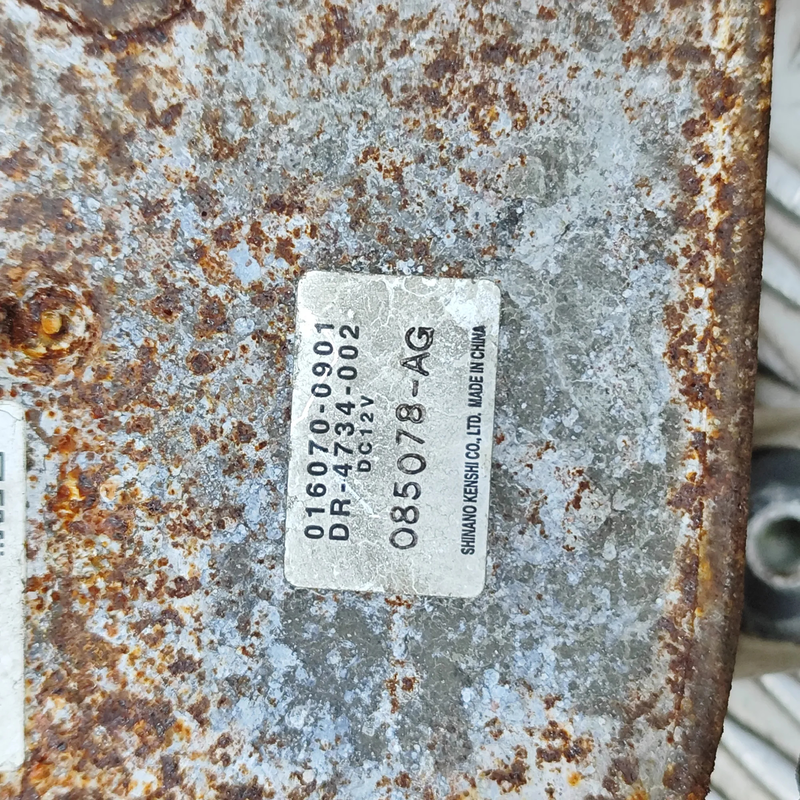 016070-0901
DR-4734-002
DC12V
085078-AG
SHINANO KENSHI CO., LTD. MADE IN CHINA